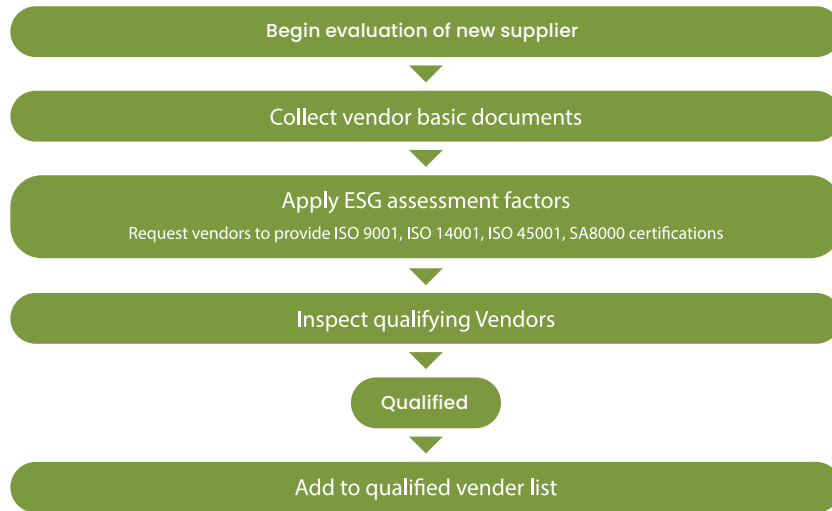 Begin evaluation of new supplier
Collect vendor basic documents
Apply ESG assessment factors
Request vendors to provide ISO 9001, ISO 14001, ISO 45001, SA8000 certifications
Inspect qualifying Vendors
Qualified
Add to qualified vender list